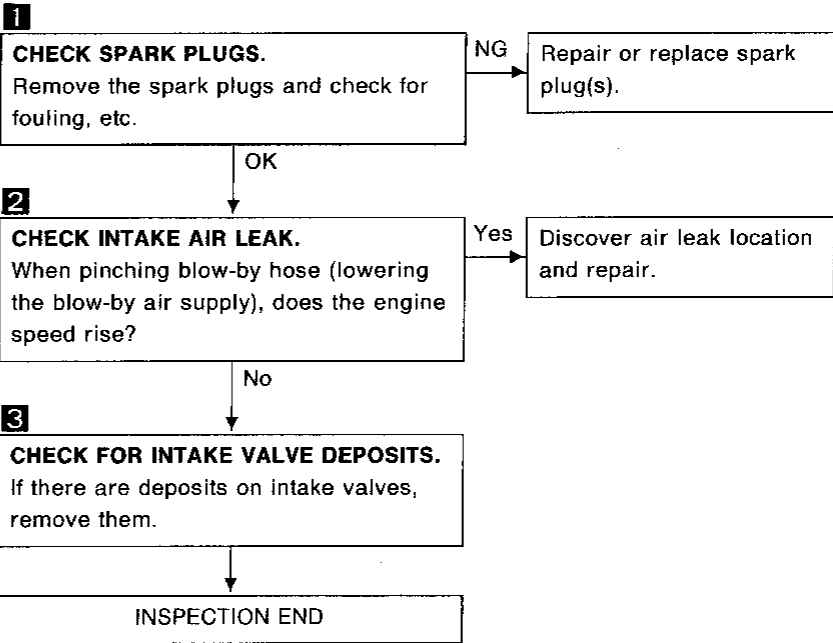 1
CHECK SPARK PLUGS.
Remove the spark plugs and check for
fouling, etc.
NG
Repair or replace spark
plug(s).
OK
2
CHECK INTAKE AIR LEAK.
When pinching blow-by hose (lowering
the blow-by air supply), does the engine
speed rise?
Yes
Discover air leak location
and repair.
No
3
CHECK FOR INTAKE VALVE DEPOSITS.
If there are deposits on intake valves,
remove them.
INSPECTION END